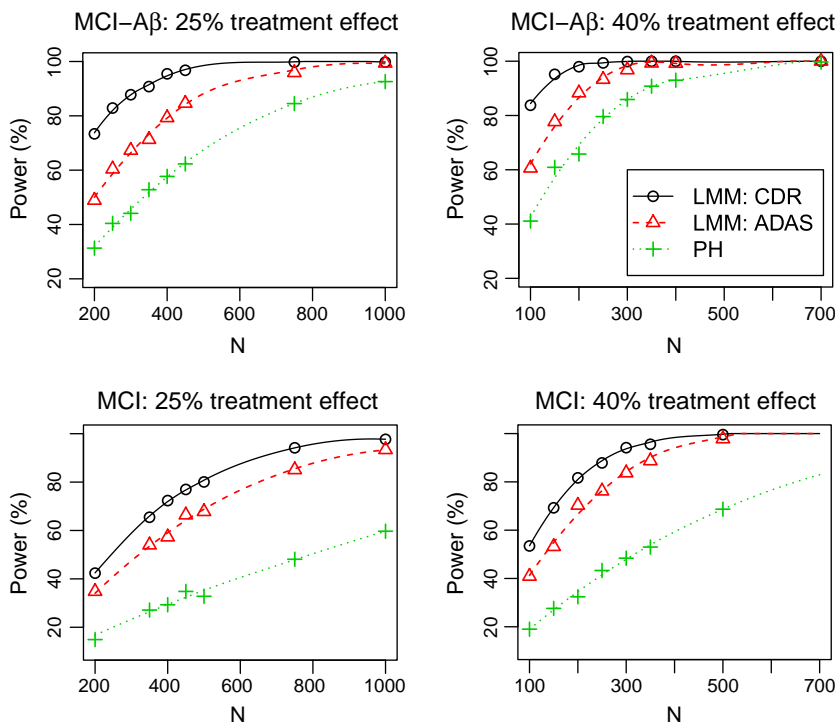 MCI−Aβ: 25% treatment effect
Power (%)
20
40
60
80
100
200
400
600
800
1000
N
MCI−Aβ: 40% treatment effect
Power (%)
20
40
60
80
100
100
300
500
700
N
LMM: CDR
LMM: ADAS
PH
MCI: 25% treatment effect
Power (%)
20
40
60
80
200
400
600
800
1000
N
MCI: 40% treatment effect
Power (%)
20
40
60
80
100
300
500
700
N